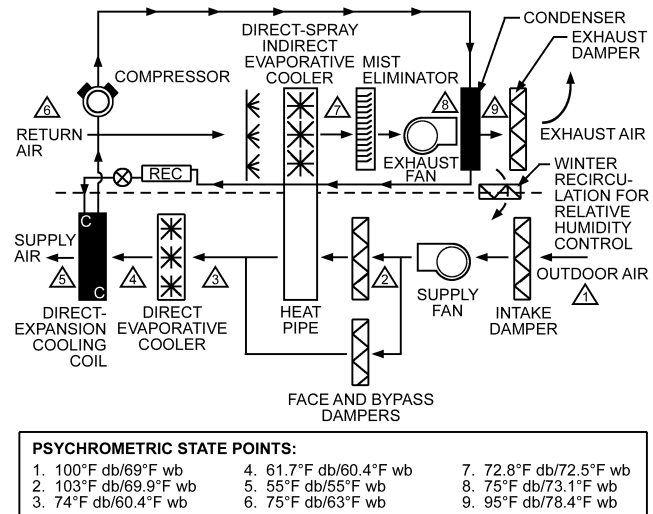 CONDENSER
EXHAUST
DAMPER
DIRECT-SPRAY
INDIRECT
EVAPORATIVE
COOLER
MIST
ELIMINATOR
COMPRESSOR
6
7
8
9
RETURN
AIR
EXHAUST
FAN
EXHAUST AIR
REC
WINTER
RECIRCU-
LATION FOR
RELATIVE
HUMIDITY
CONTROL
C
SUPPLY
AIR
5
4
3
2
OUTDOOR AIR
1
C
DIRECT-
EXPANSION
COOLING
COIL
DIRECT
EVAPORATIVE
COOLER
HEAT
PIPE
SUPPLY
FAN
INTAKE
DAMPER
FACE AND BYPASS
DAMPERS
PSYCHROMETRIC STATE POINTS:
1. 100°F db/69°F wb
2. 103°F db/69.9°F wb
3. 74°F db/60.4°F wb
4. 61.7°F db/60.4°F wb
5. 55°F db/55°F wb
6. 75°F db/63°F wb
7. 72.8°F db/72.5°F wb
8. 75°F db/73.1°F wb
9. 95°F db/78.4°F wb